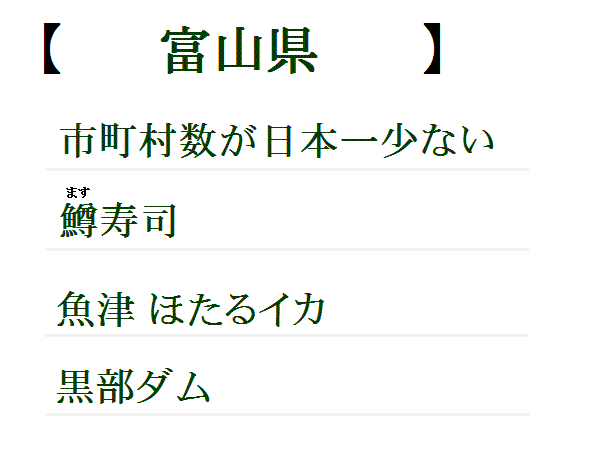 【 富山県 】
市町村数が日本一少ない
ます
鱒寿司
魚津 ほたるイカ
黒部ダム